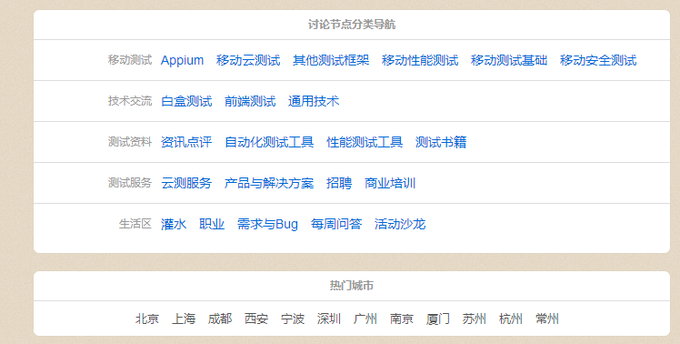 讨论节点分类导航
移动测试 Appium 移动云测试 其他测试框架 移动性能测试 移动测试基础 移动安全测试
技术交流 白盒测试 前端测试 通用技术
测试资料 资讯点评 自动化测试工具 性能测试工具 测试书籍
测试服务 云测服务 产品与解决方案 招聘 商业培训
生活区 灌水 职业 需求与Bug 每周问答 活动沙龙
热门城市
北京 上海 成都 西安 宁波 深圳 广州 南京 厦门 苏州 杭州 常州